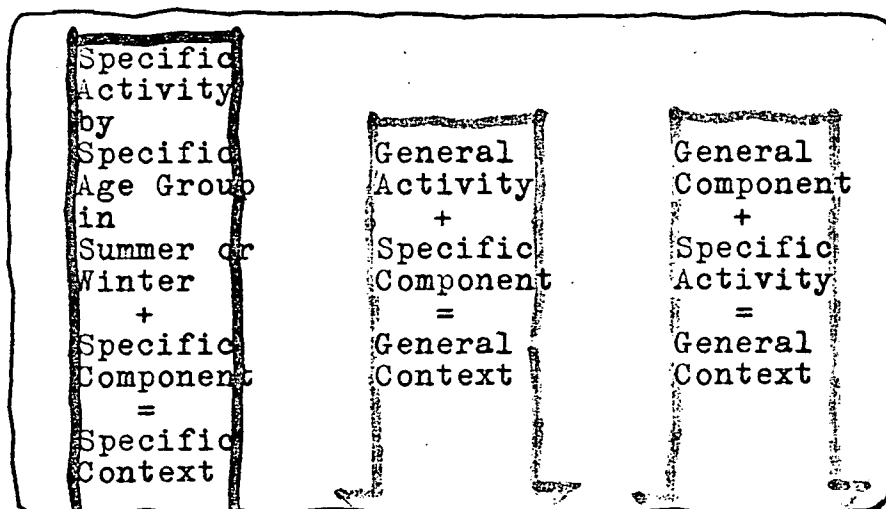 Specific
Activity
by
Specific
Age Group
in
Summer or
Winter
+
Specific
Component
=
Specific
Context
General
Activity
+
Specific
Component
=
General
Context
General
Component
+
Specific
Activity
=
General
Context